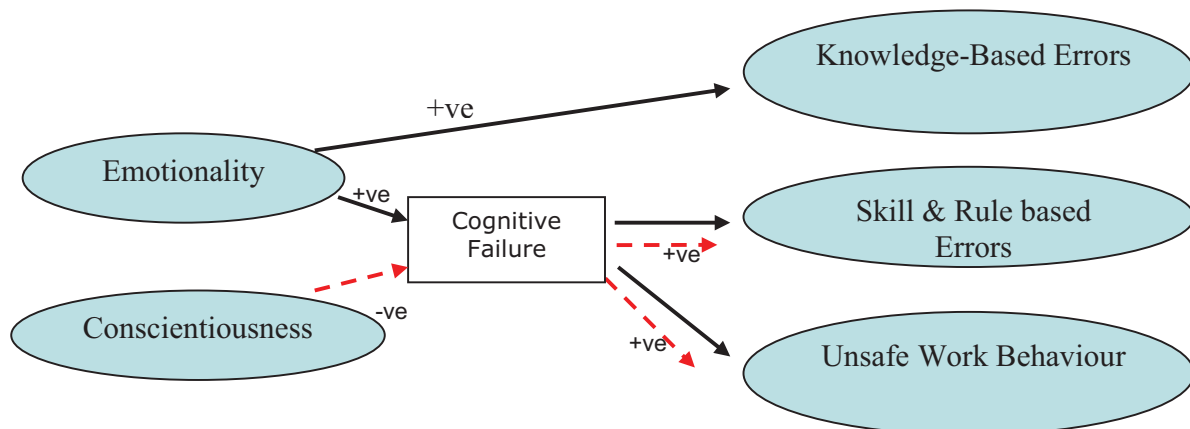 Knowledge-Based Errors
+ve
Emotionality
+ve
Cognitive
Failure
Skill & Rule based
Errors
+ve
-ve
Conscientiousness
+ve
Unsafe Work Behaviour